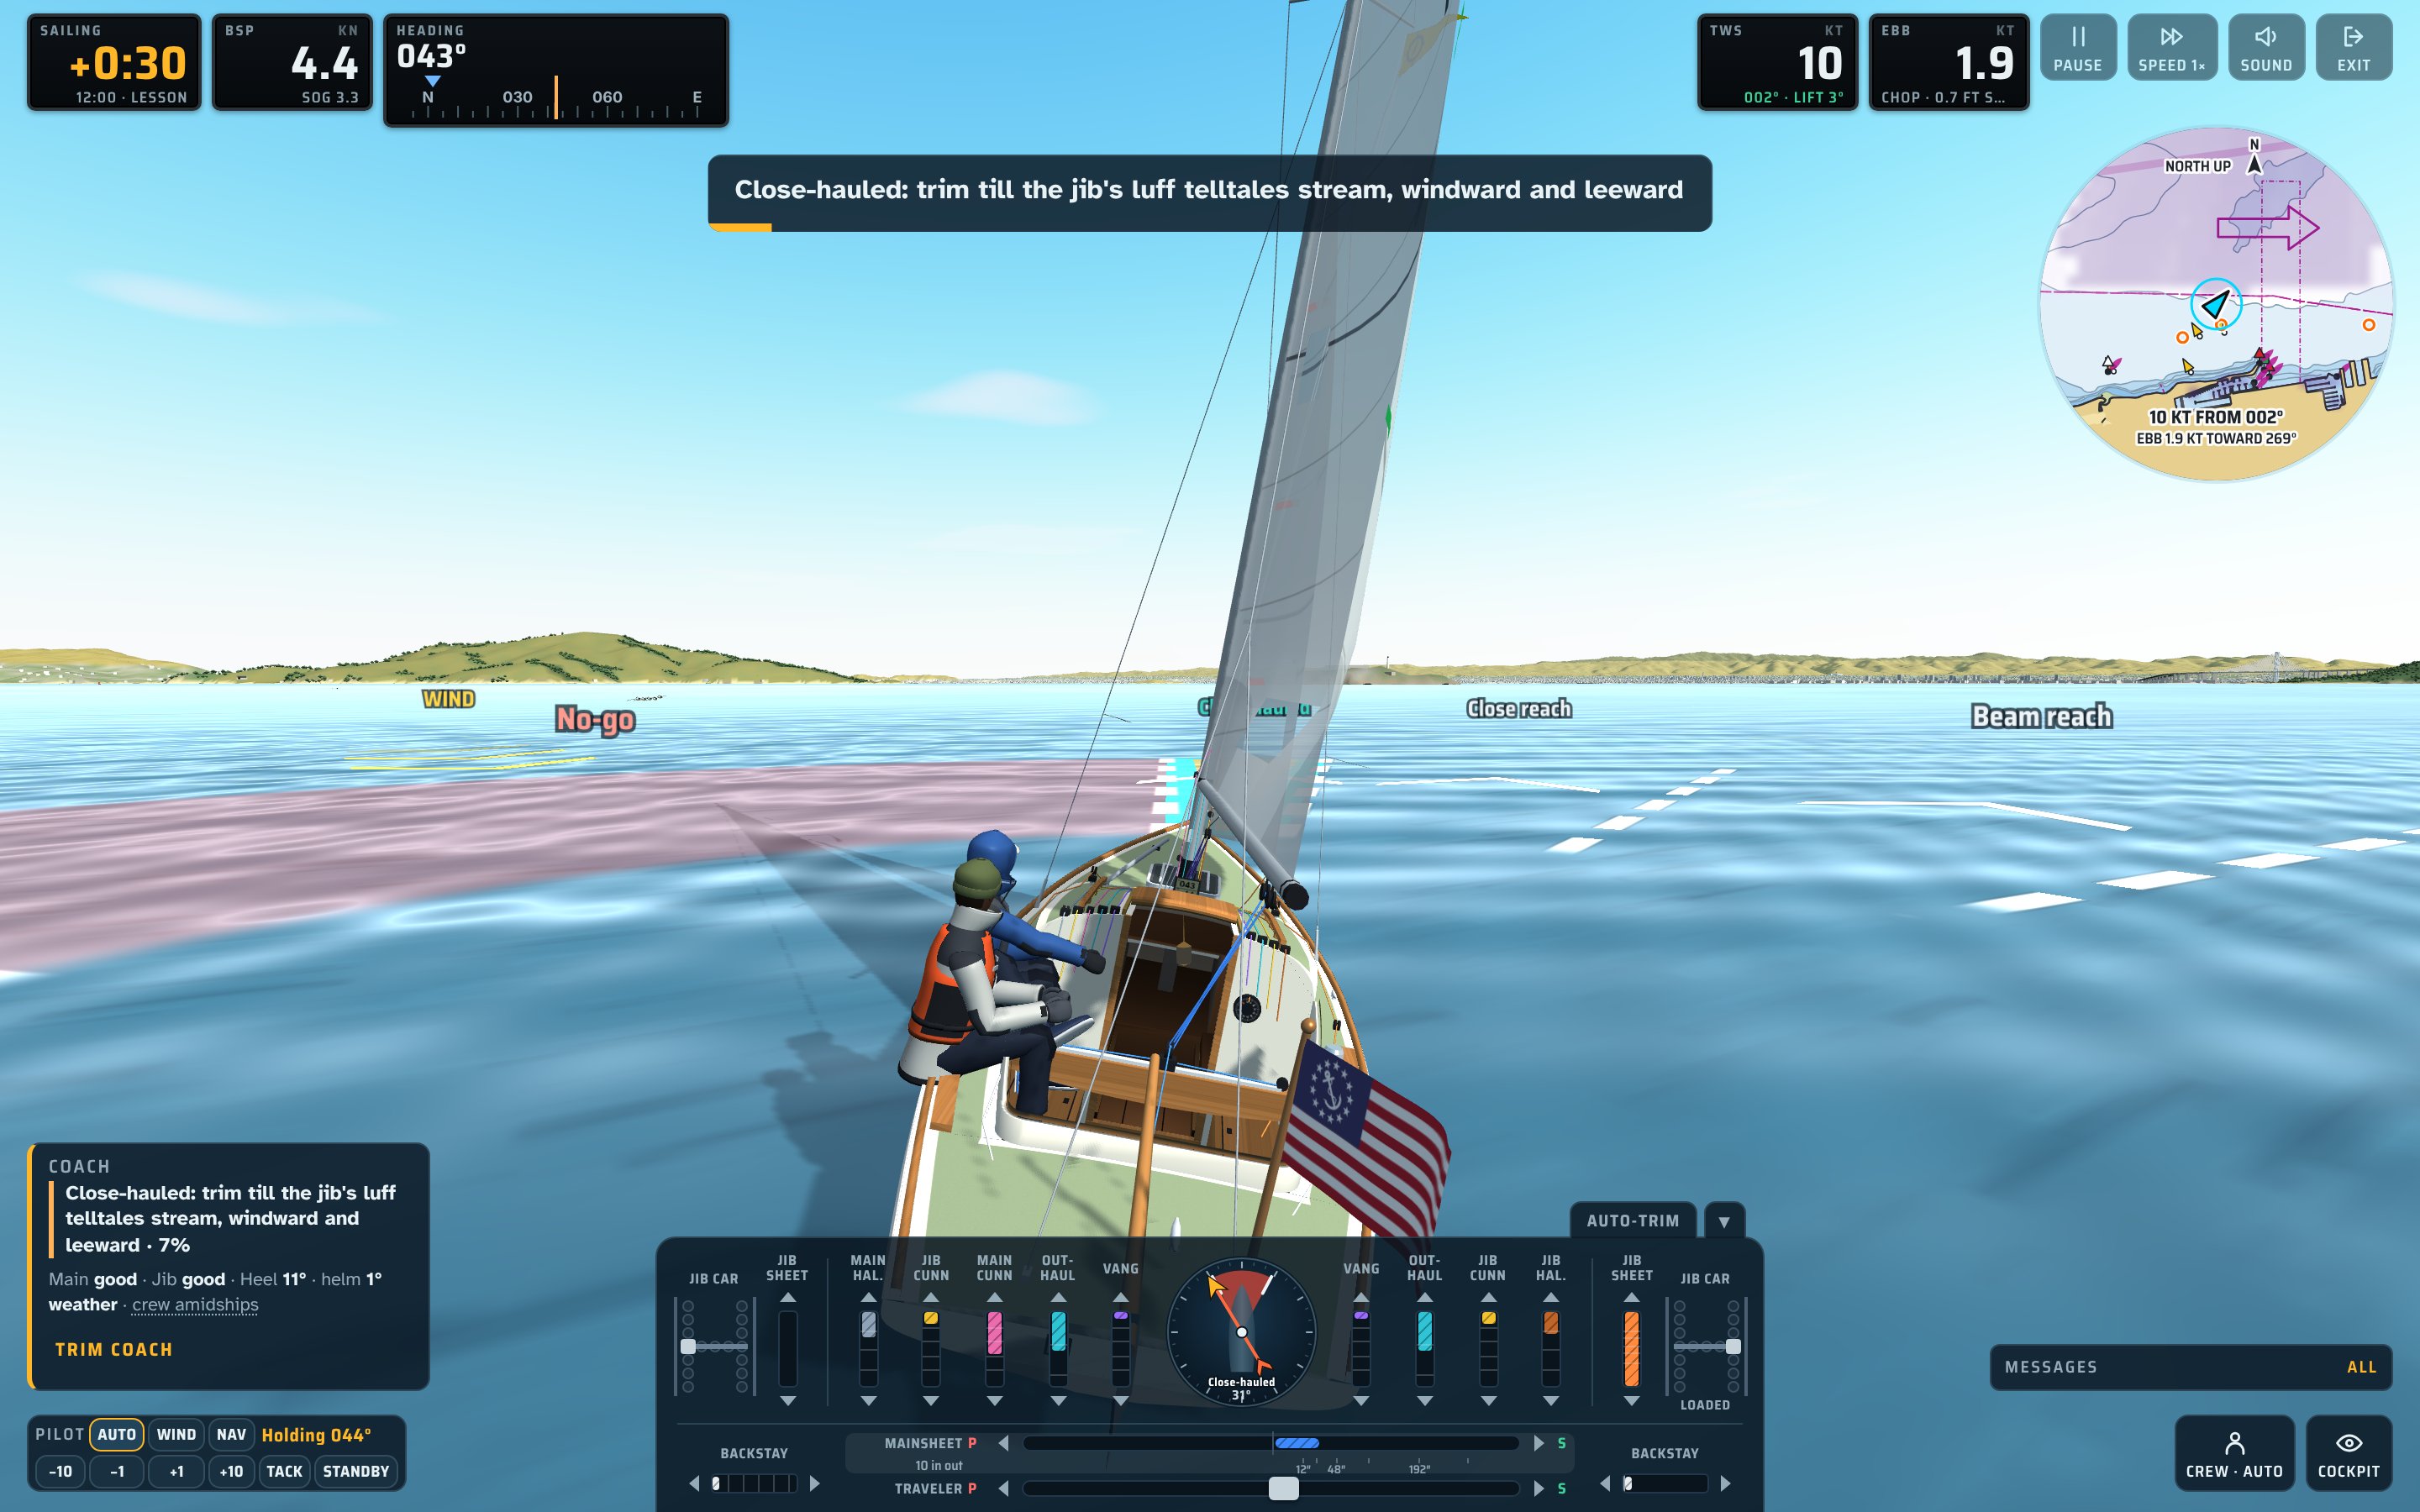 SAILING
+0:30
12:00 · LESSON
BSP KN
4.4
SOG 3.3
HEADING
043°
N 030 060 E
TWS KT
10
002° · LIFT 3°
EBB KT
1.9
CHOP · 0.7 FT S...
PAUSE
SPEED 1×
SOUND
EXIT
Close-hauled: trim till the jib's luff telltales stream, windward and leeward
N
NORTH UP
10 KT FROM 002°
EBB 1.9 KT TOWARD 269°
WIND
No-go
Close reach
Beam reach
043
COACH
Close-hauled: trim till the jib's luff
telltales stream, windward and
leeward · 7%
Main good · Jib good · Heel 11° · helm 1°
weather · crew amidships
TRIM COACH
PILOT AUTO WIND NAV Holding 044°
-10 -1 +1 +10 TACK STANDBY
AUTO-TRIM ▼
JIB CAR
JIB SHEET
MAIN HAL.
JIB CUNN
MAIN CUNN
OUT-HAUL
VANG
Close-hauled
31°
VANG
OUT-HAUL
JIB CUNN
JIB HAL.
JIB SHEET
JIB CAR
LOADED
BACKSTAY
MAINSHEET P S
10 in out
12" 48" 192"
TRAVELER P S
BACKSTAY
MESSAGES ALL
CREW · AUTO
COCKPIT